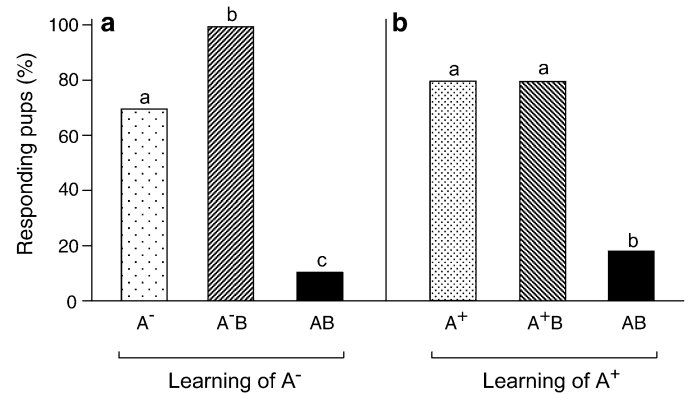 a
b
Responding pups (%)
100
80
60
40
20
0
a
b
c
a
a
b
A⁻
A⁻B
AB
A⁺
A⁺B
AB
Learning of A⁻
Learning of A⁺